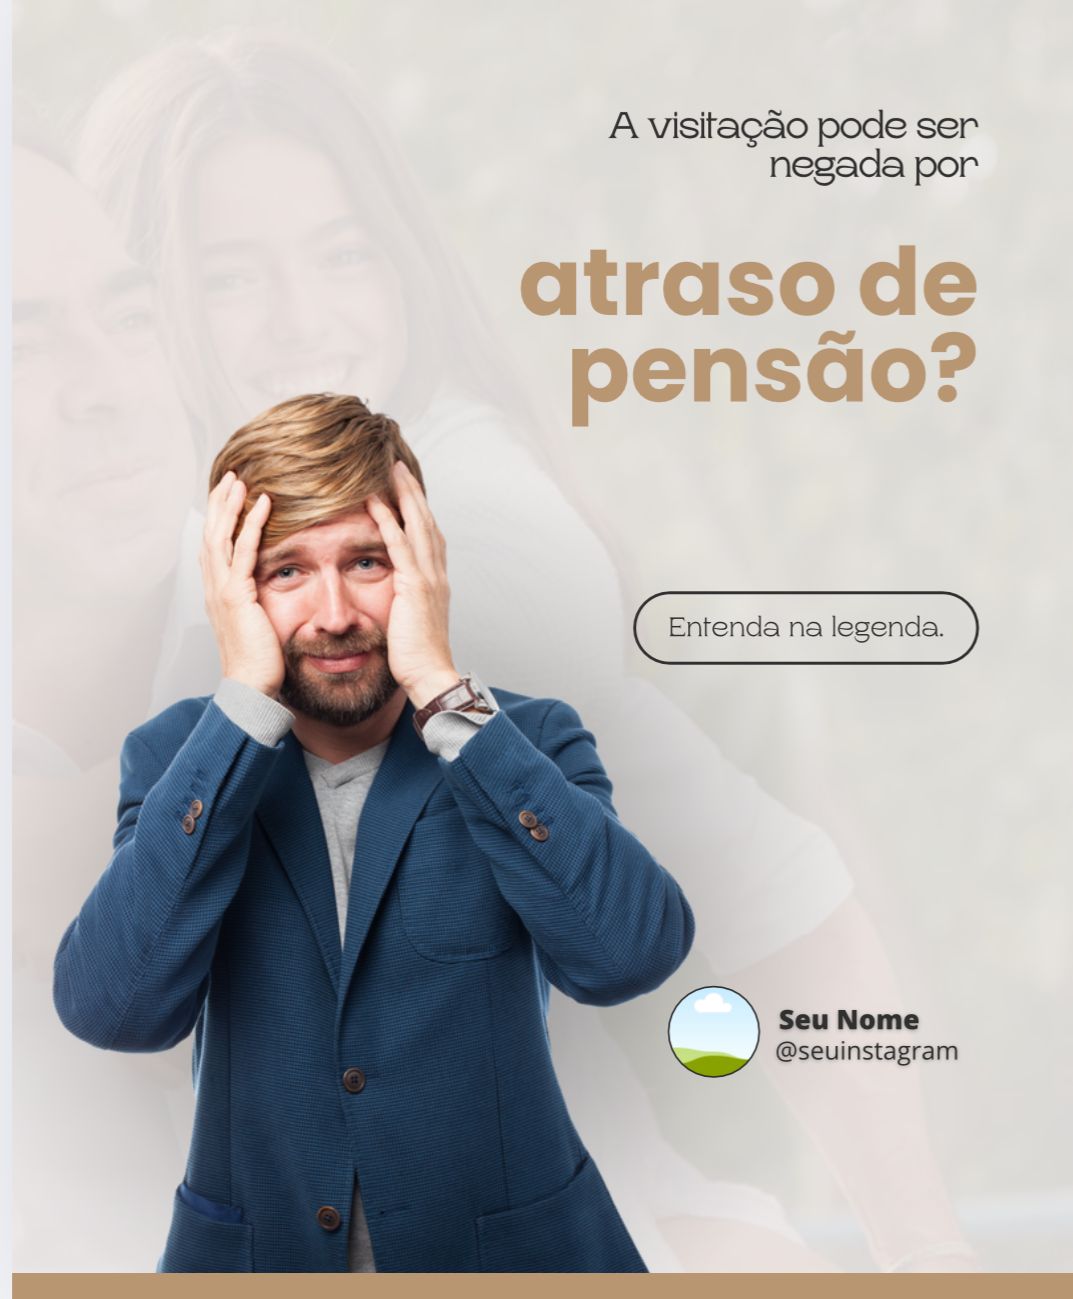 A visitação pode ser
negada por
atraso de
pensão?
Entenda na legenda.
Seu Nome
@seuinstagram